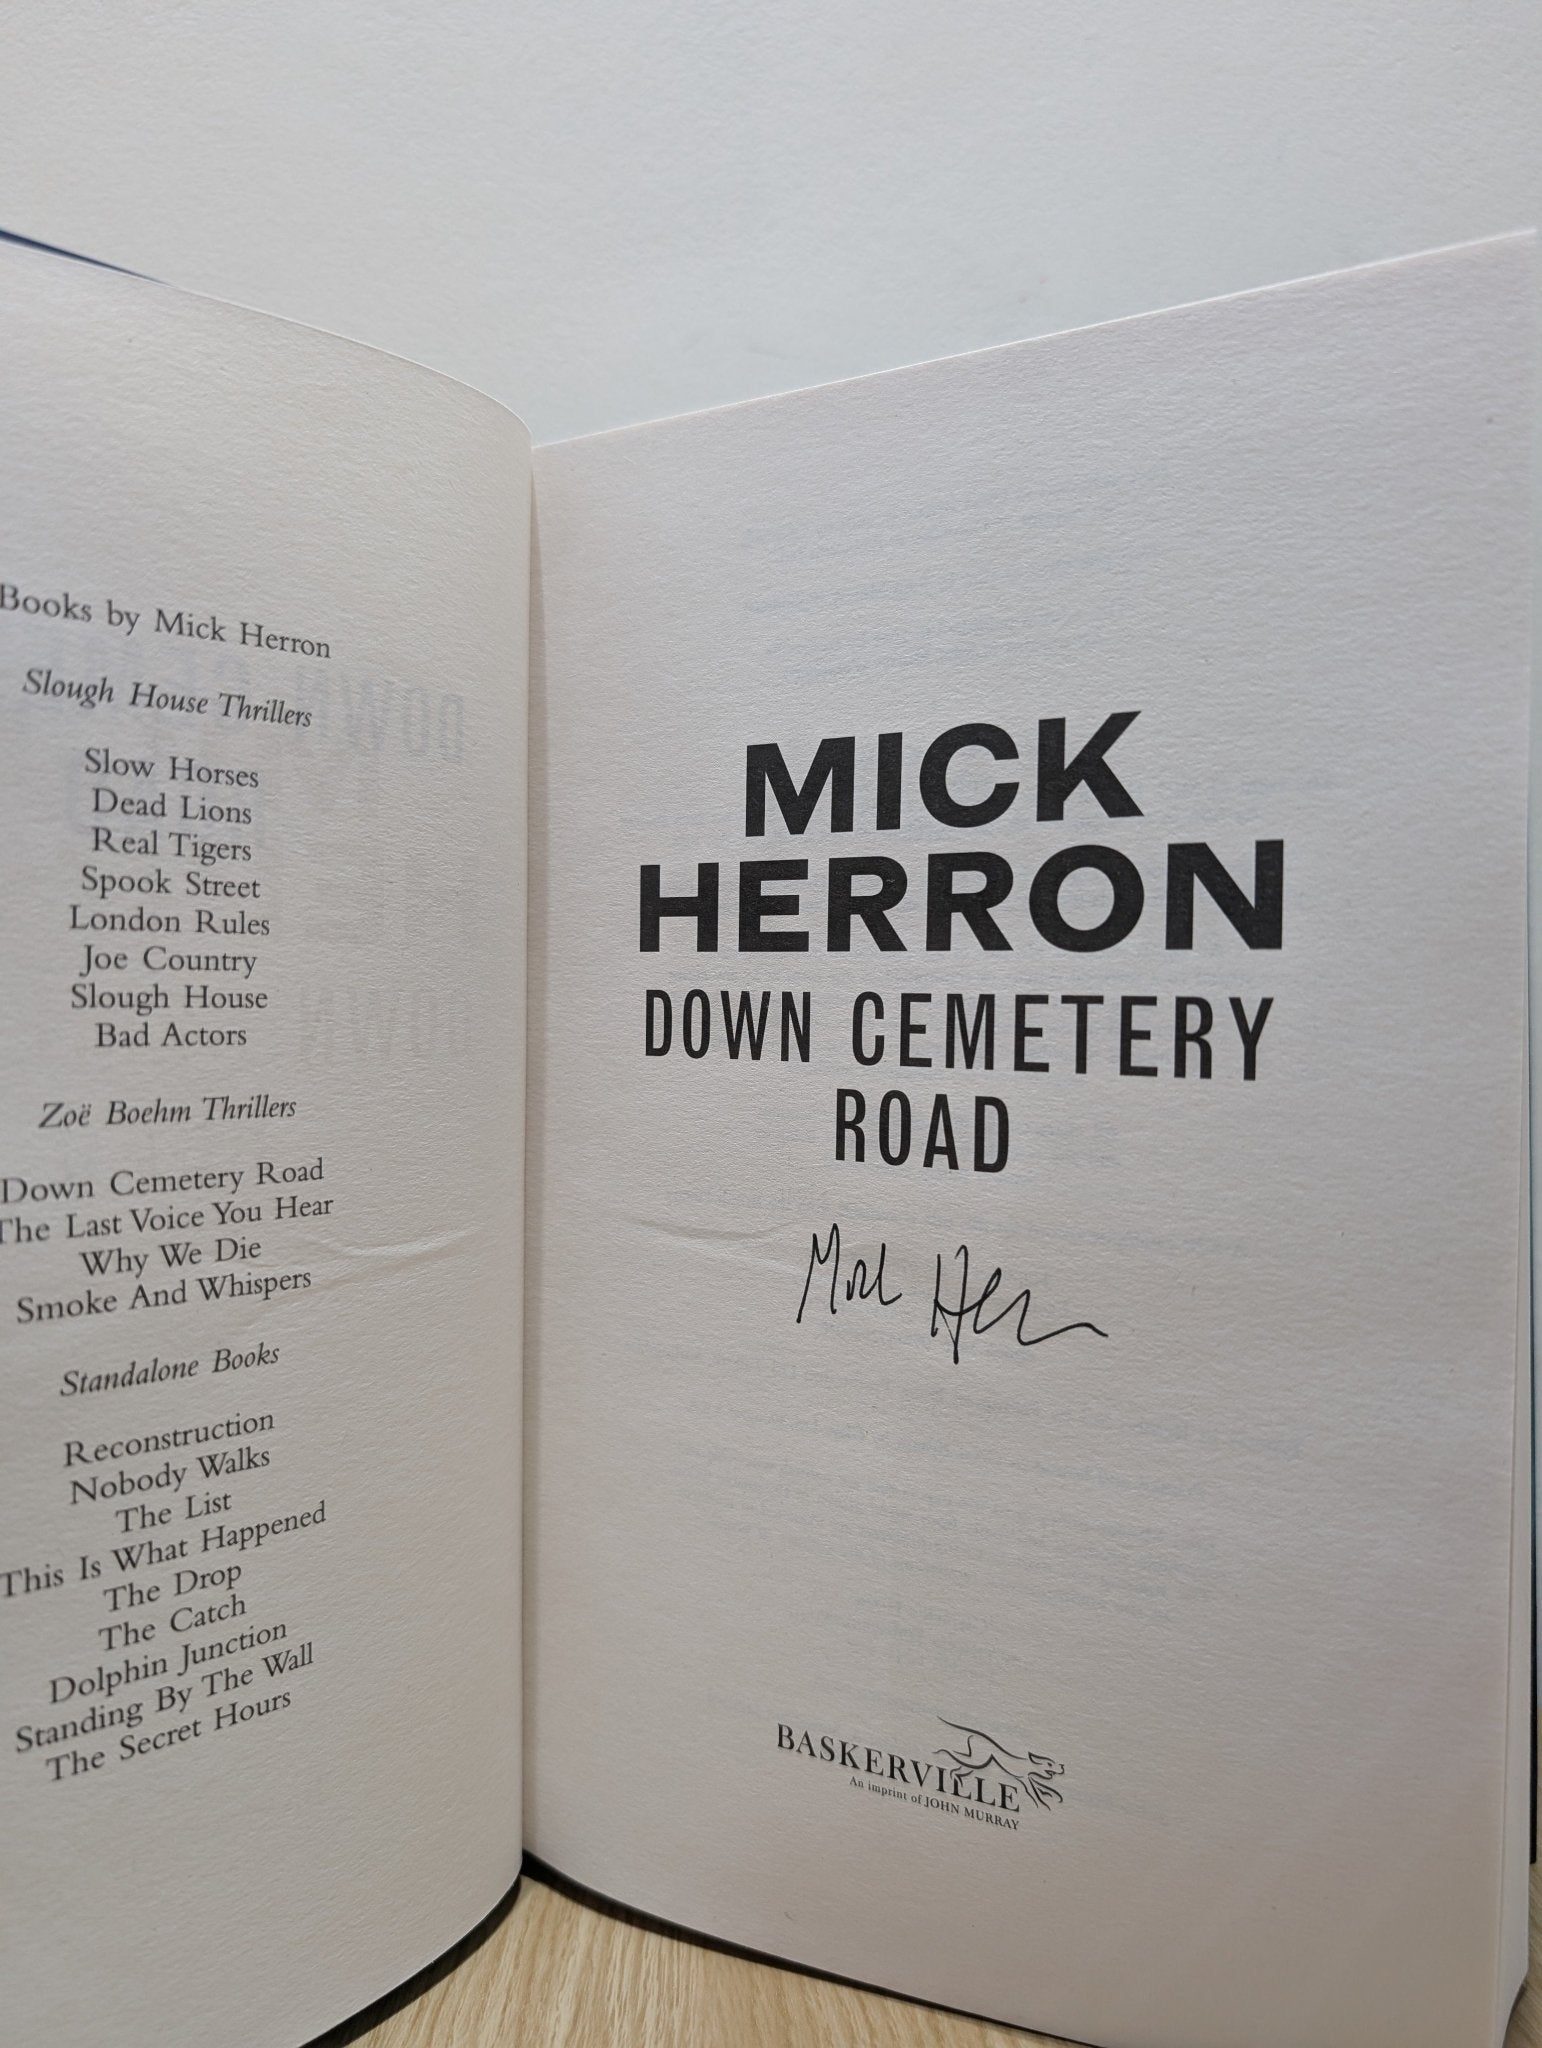 Books by Mick Herron
Slough House Thrillers
Slow Horses
Dead Lions
Real Tigers
Spook Street
London Rules
Joe Country
Slough House
Bad Actors
Zoë Boehm Thrillers
Down Cemetery Road
The Last Voice You Hear
Why We Die
Smoke And Whispers
Standalone Books
Reconstruction
Nobody Walks
The List
This Is What Happened
The Drop
The Catch
Dolphin Junction
Standing By The Wall
The Secret Hours
MICK
HERRON
DOWN CEMETERY
ROAD
Mick Herron
BASKERVILLE
An imprint of JOHN MURRAY